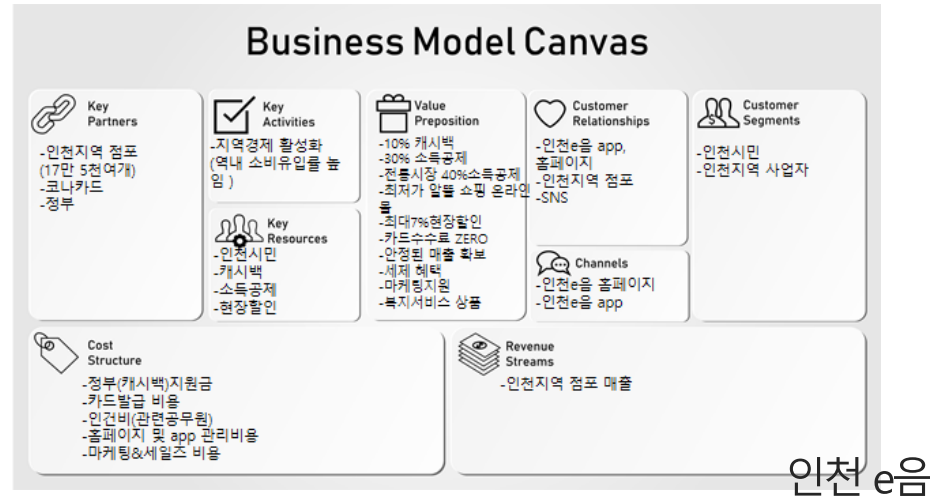 Business Model Canvas
Key
Partners
-인천지역 점포
(17만 5천여개)
-코나카드
-정부
Key
Activities
-지역경제 활성화
(역내 소비유입률 높
임 )
Key
Resources
-인천시민
-캐시백
-소득공제
-현장할인
Value
Preposition
-10% 캐시백
-30% 소득공제
-전통시장 40%소득공제
-최저가 알뜰 쇼핑 온라인
몰
-최대7%현장할인
-카드수수료 ZERO
-안정된 매출 확보
-세제 혜택
-마케팅지원
-복지서비스 상품
Customer
Relationships
-인천e음 app,
홈페이지
-인천지역 점포
-SNS
Channels
-인천e음 홈페이지
-인천e음 app
Customer
Segments
-인천시민
-인천지역 사업자
Cost
Structure
-정부(캐시백)지원금
-카드발급 비용
-인건비(관련공무원)
-홈페이지 및 app 관리비용
-마케팅&세일즈 비용
Revenue
Streams
-인천지역 점포 매출
인천 e음